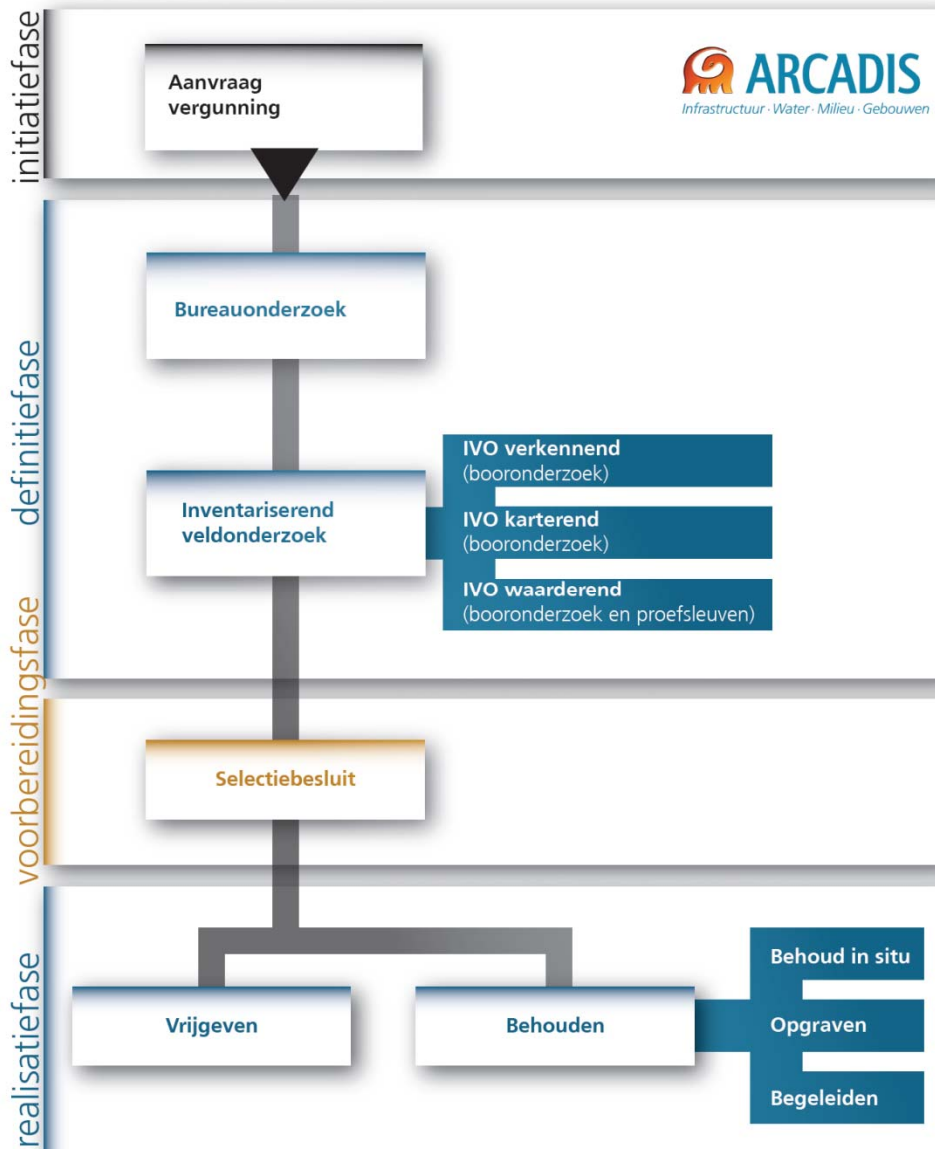 initiatiefase
Aanvraag
vergunning
ARCADIS
Infrastructuur · Water · Milieu · Gebouwen
definitiefase
Bureauonderzoek
Inventariserend
veldonderzoek
IVO verkennend
(booronderzoek)
IVO karterend
(booronderzoek)
IVO waarderend
(booronderzoek en proefsleuven)
voorbereidingsfase
Selectiebesluit
realisatiefase
Vrijgeven
Behouden
Behoud in situ
Opgraven
Begeleiden